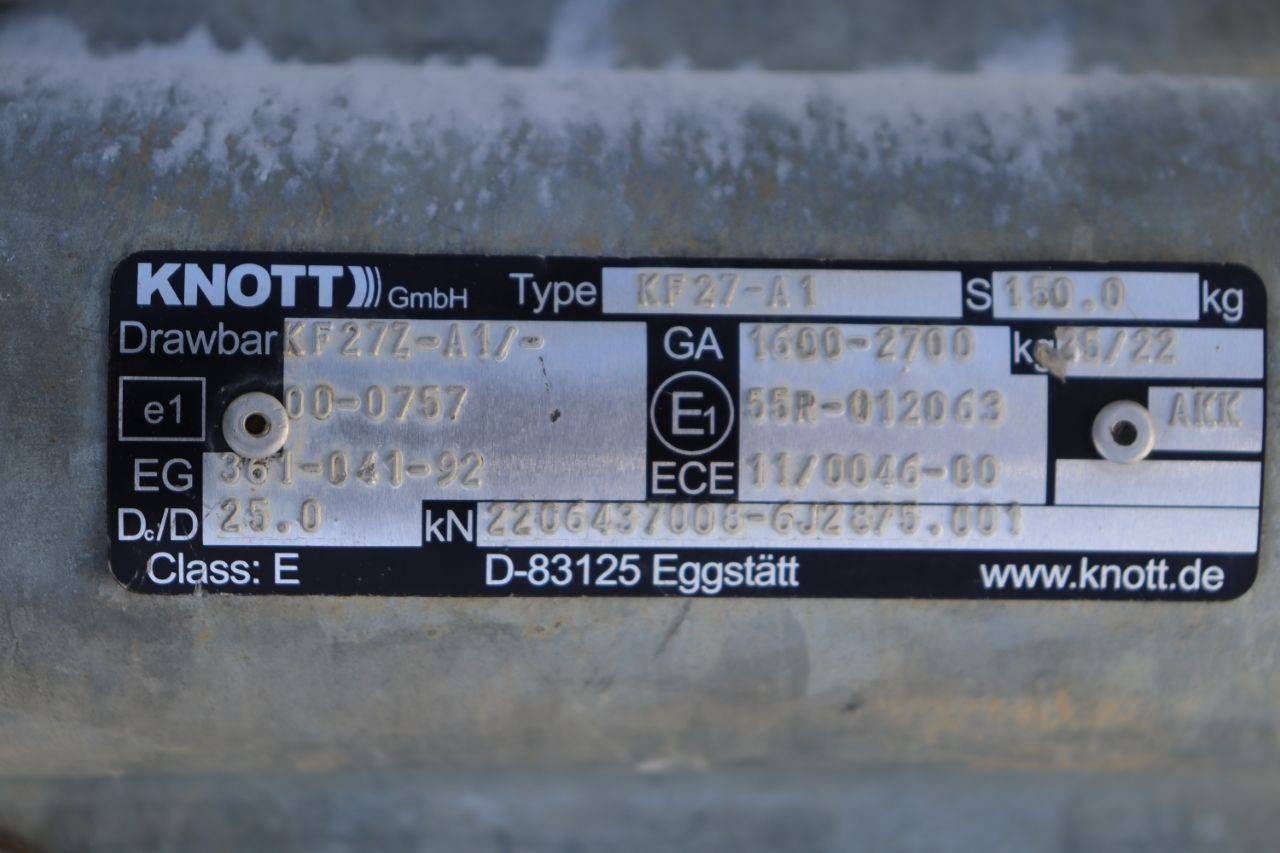 KNOTT GmbH Type KF27-A1 S 150.0 kg
Drawbar KF27Z-A1/- GA 1600-2700 kg 25/22
e1 00-0757 E1 55R-012063 AKK
EG 361-041-92 ECE 11/0046-00
Dc/D 25.0 kN 2206437008-6J2875.001
Class: E D-83125 Eggstätt www.knott.de